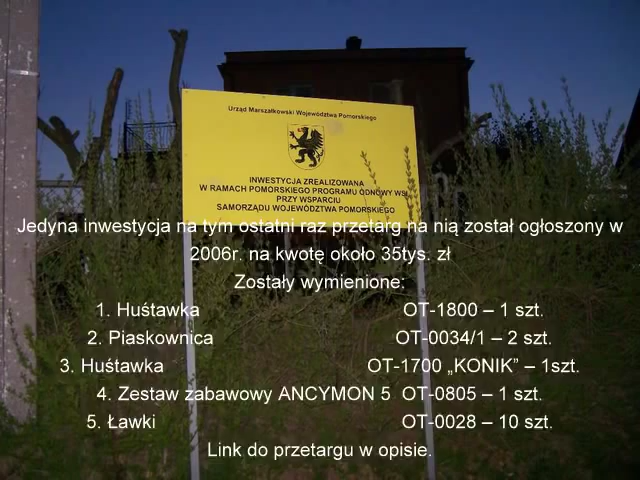 Urząd Marszałkowski Województwa Pomorskiego
INWESTYCJA ZREALIZOWANA
W RAMACH POMORSKIEGO PROGRAMU ODNOWY WSI
PRZY WSPARCIU
SAMORZĄDU WOJEWÓDZTWA POMORSKIEGO
Jedyna inwestycja na tym ostatni raz przetarg na nią został ogłoszony w
2006r. na kwotę około 35tys. zł
Zostały wymienione:
1. Huśtawka OT-1800 – 1 szt.
2. Piaskownica OT-0034/1 – 2 szt.
3. Huśtawka OT-1700 „KONIK” – 1szt.
4. Zestaw zabawowy ANCYMON 5 OT-0805 – 1 szt.
5. Ławki OT-0028 – 10 szt.
Link do przetargu w opisie.